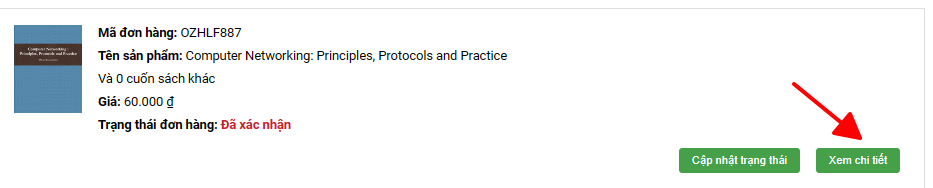 Computer Networking :
Principles, Protocols and Practice
Mã đơn hàng: OZHLF887
Tên sản phẩm: Computer Networking: Principles, Protocols and Practice
Và 0 cuốn sách khác
Giá: 60.000 ₫
Trạng thái đơn hàng: Đã xác nhận
Cập nhật trạng thái
Xem chi tiết